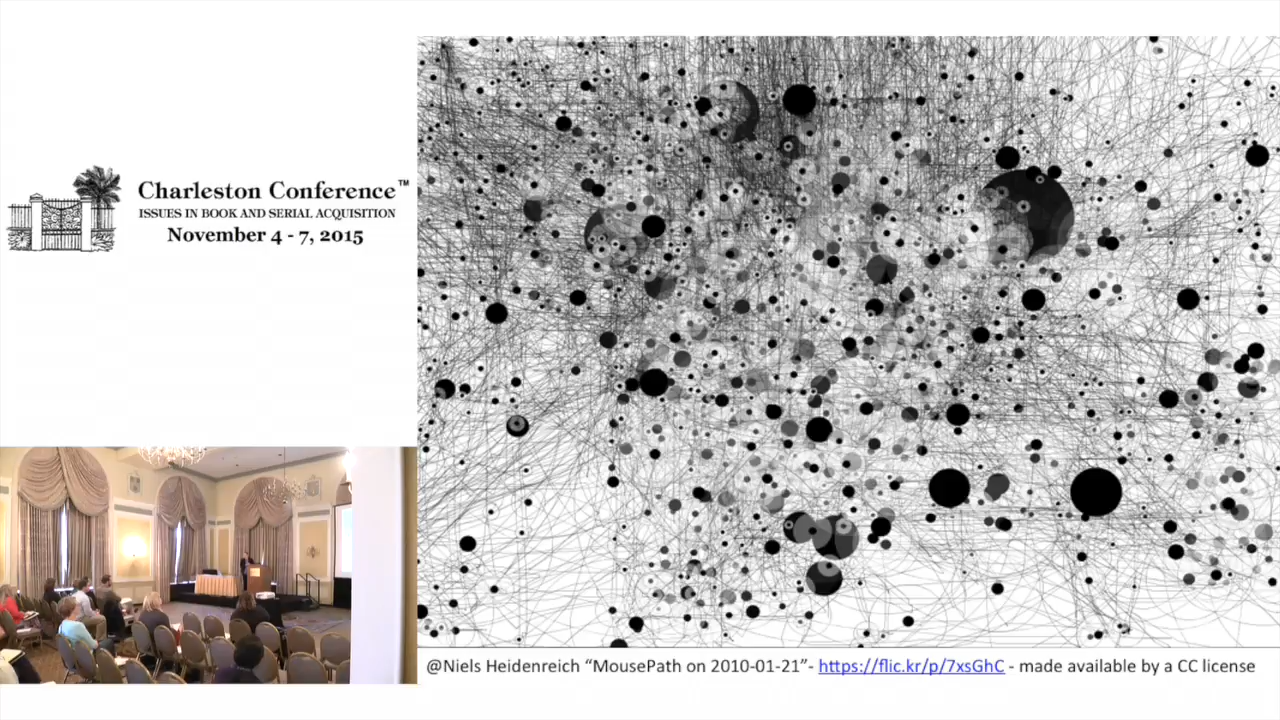 Charleston Conference™
ISSUES IN BOOK AND SERIAL ACQUISITION
November 4 - 7, 2015
@Niels Heidenreich “MousePath on 2010-01-21”- https://flic.kr/p/7xsGhC - made available by a CC license